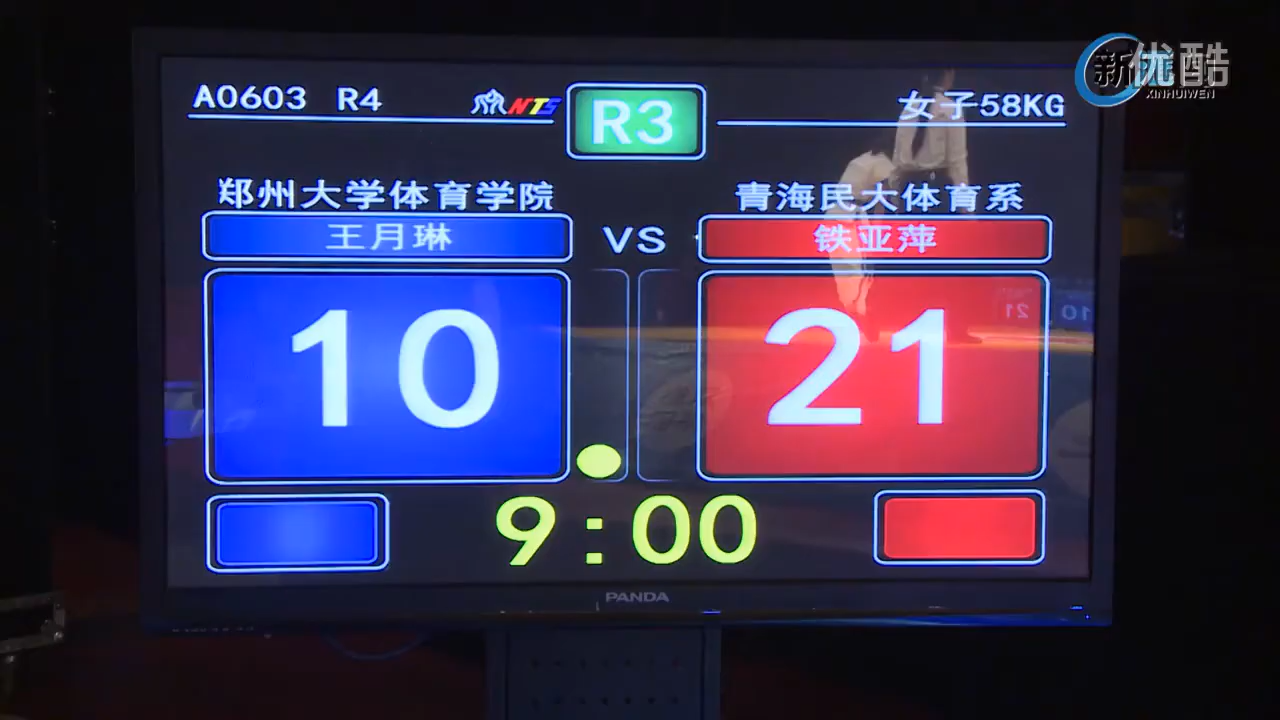 新 优酷
XINHUIWEN
A0603 R4
NTS
R3
女子58KG
郑州大学体育学院
青海民大体育系
王月琳
VS
铁亚萍
10
21
9:00
PANDA